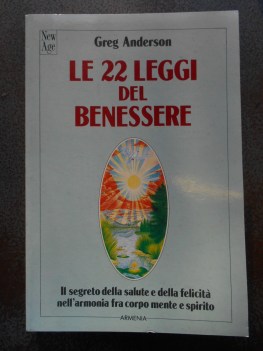 New
Age
Greg Anderson
LE 22 LEGGI
DEL
BENESSERE
Il segreto della salute e della felicità
nell'armonia fra corpo mente e spirito
ARMENIA